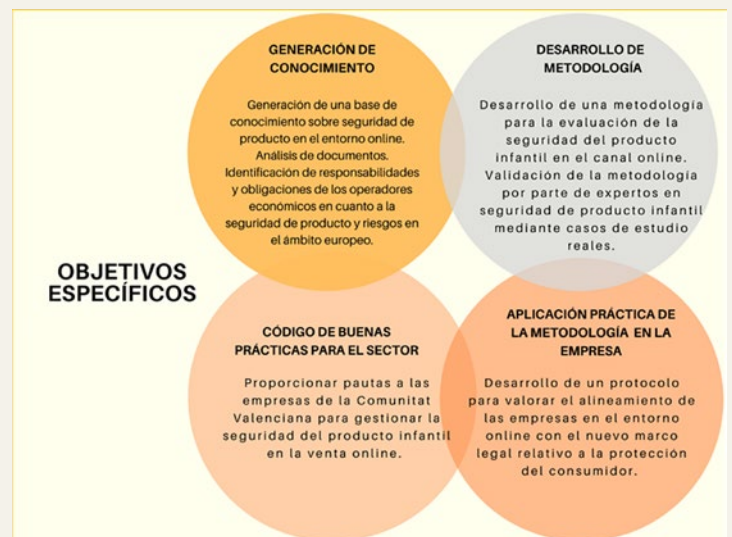 OBJETIVOS
ESPECÍFICOS
GENERACIÓN DE
CONOCIMIENTO
Generación de una base de
conocimiento sobre seguridad de
producto en el entorno online.
Análisis de documentos.
Identificación de responsabilidades
y obligaciones de los operadores
económicos en cuanto a la
seguridad de producto y riesgos en
el ámbito europeo.
DESARROLLO DE
METODOLOGÍA
Desarrollo de una metodología
para la evaluación de la
seguridad del producto
infantil en el canal online.
Validación de la metodología
por parte de expertos en
seguridad de producto infantil
mediante casos de estudio
reales.
CÓDIGO DE BUENAS
PRÁCTICAS PARA EL SECTOR
Proporcionar pautas a las
empresas de la Comunitat
Valenciana para gestionar la
seguridad del producto infantil
en la venta online.
APLICACIÓN PRÁCTICA DE
LA METODOLOGÍA EN LA
EMPRESA
Desarrollo de un protocolo
para valorar el alineamiento de
las empresas en el entorno
online con el nuevo marco
legal relativo a la protección
del consumidor.